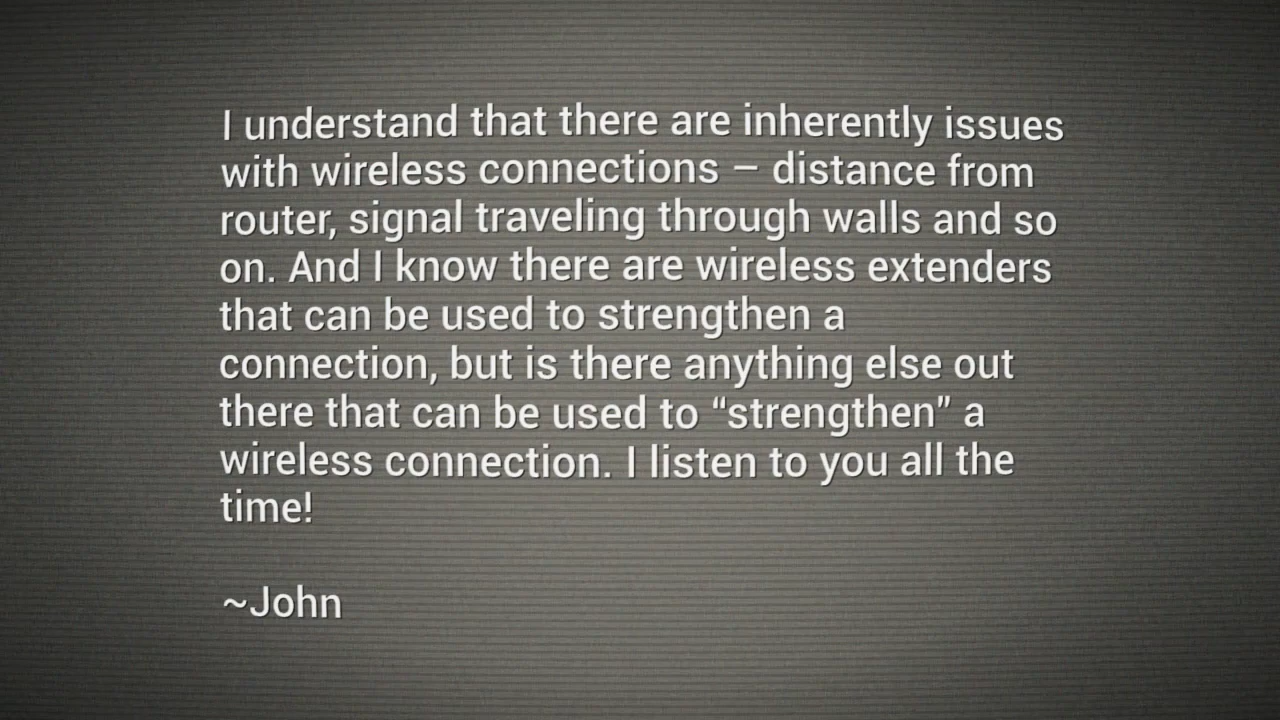 I understand that there are inherently issues
with wireless connections – distance from
router, signal traveling through walls and so
on. And I know there are wireless extenders
that can be used to strengthen a
connection, but is there anything else out
there that can be used to “strengthen” a
wireless connection. I listen to you all the
time!
~John